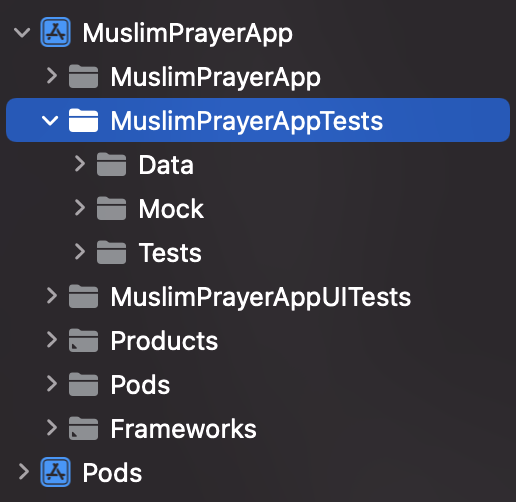 MuslimPrayerApp
MuslimPrayerApp
MuslimPrayerAppTests
Data
Mock
Tests
MuslimPrayerAppUITests
Products
Pods
Frameworks
Pods